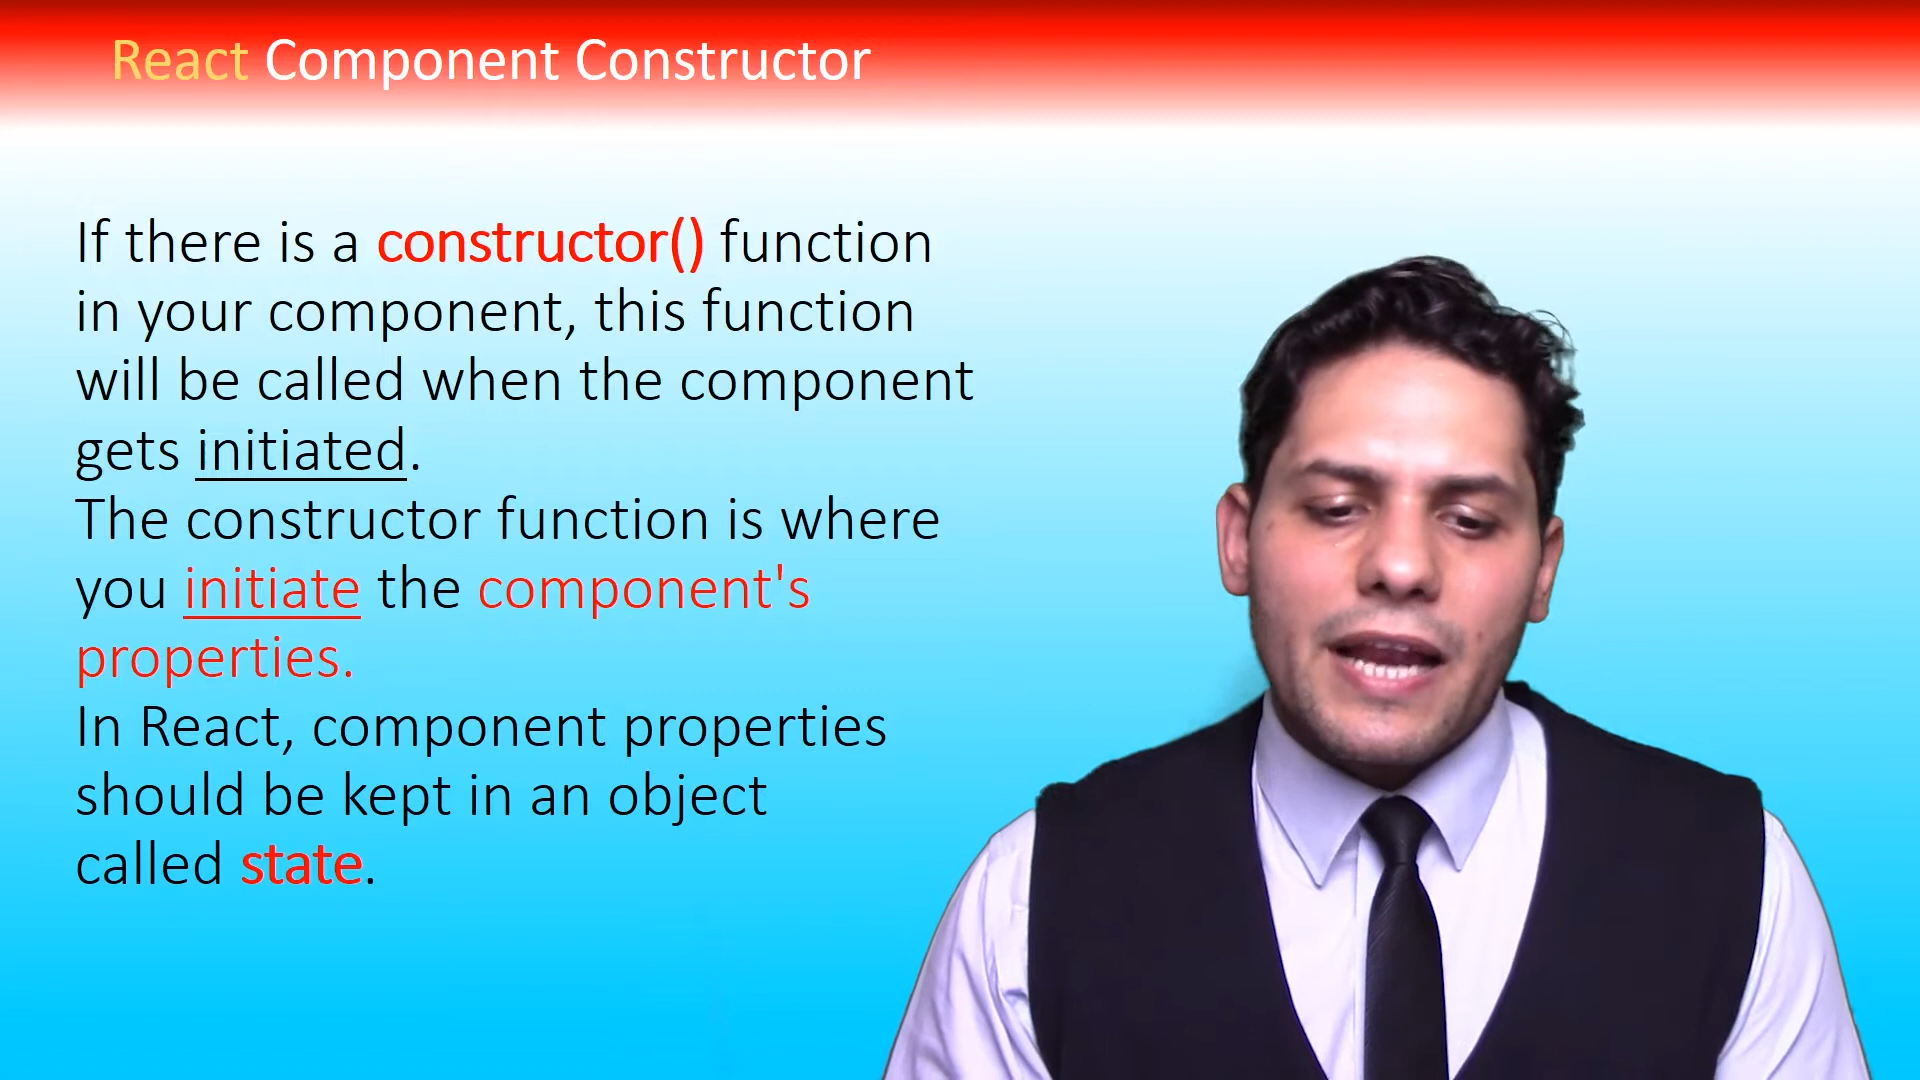 React Component Constructor
If there is a constructor() function
in your component, this function
will be called when the component
gets initiated.
The constructor function is where
you initiate the component's
properties.
In React, component properties
should be kept in an object
called state.